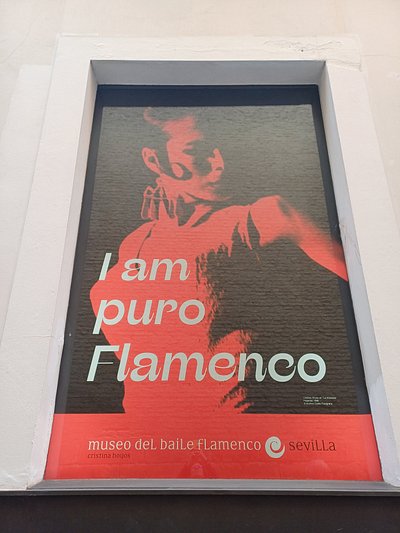 I am
puro
Flamenco
museo del baile flamenco sevilla
cristina hoyos